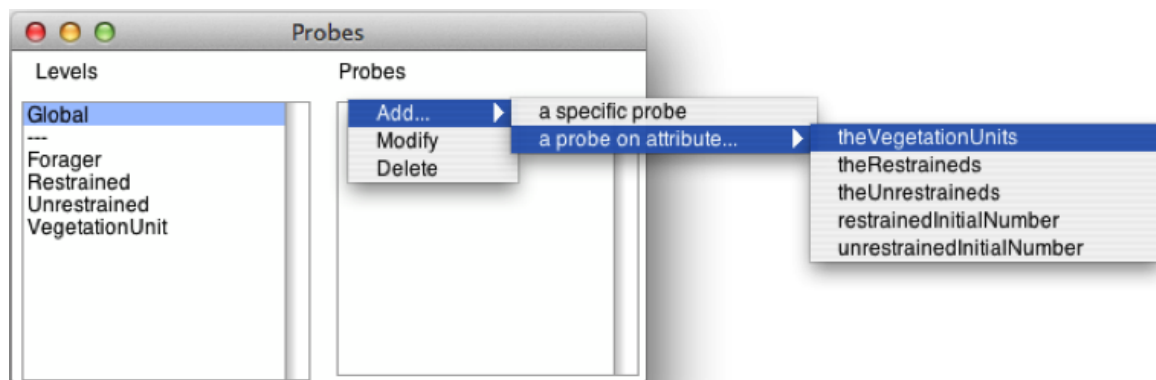 Probes
Levels
Probes
Global
---
Forager
Restrained
Unrestrained
VegetationUnit
Add...
Modify
Delete
a specific probe
a probe on attribute...
theVegetationUnits
theRestraineds
theUnrestraineds
restrainedInitialNumber
unrestrainedInitialNumber